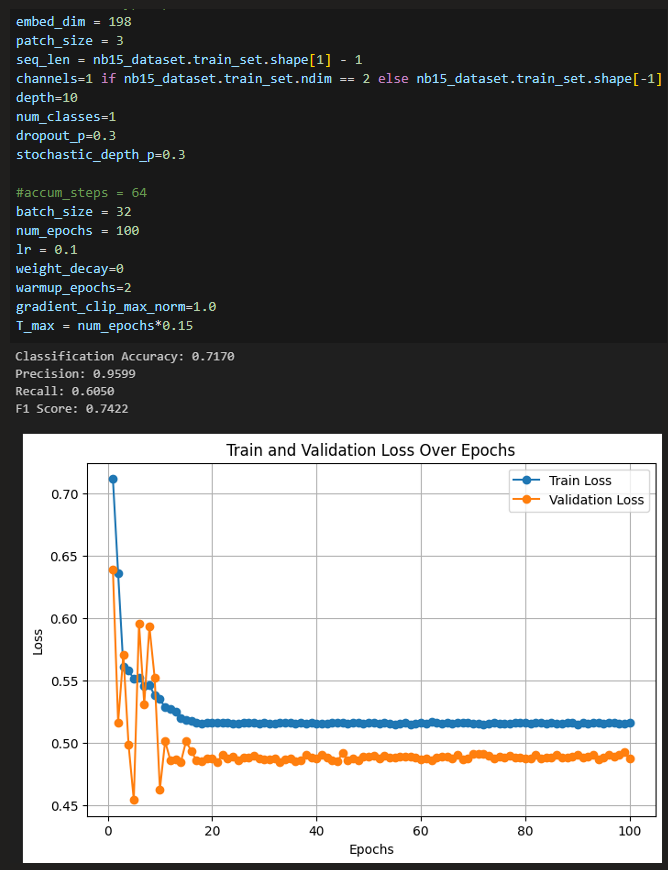 embed_dim = 198
patch_size = 3
seq_len = nb15_dataset.train_set.shape[1] - 1
channels=1 if nb15_dataset.train_set.ndim == 2 else nb15_dataset.train_set.shape[-1]
depth=10
num_classes=1
dropout_p=0.3
stochastic_depth_p=0.3
#accum_steps = 64
batch_size = 32
num_epochs = 100
lr = 0.1
weight_decay=0
warmup_epochs=2
gradient_clip_max_norm=1.0
T_max = num_epochs*0.15
Classification Accuracy: 0.7170
Precision: 0.9599
Recall: 0.6050
F1 Score: 0.7422
Train and Validation Loss Over Epochs
Train Loss
Validation Loss
0.70
0.65
0.60
0.55
0.50
0.45
Loss
0 20 40 60 80 100
Epochs